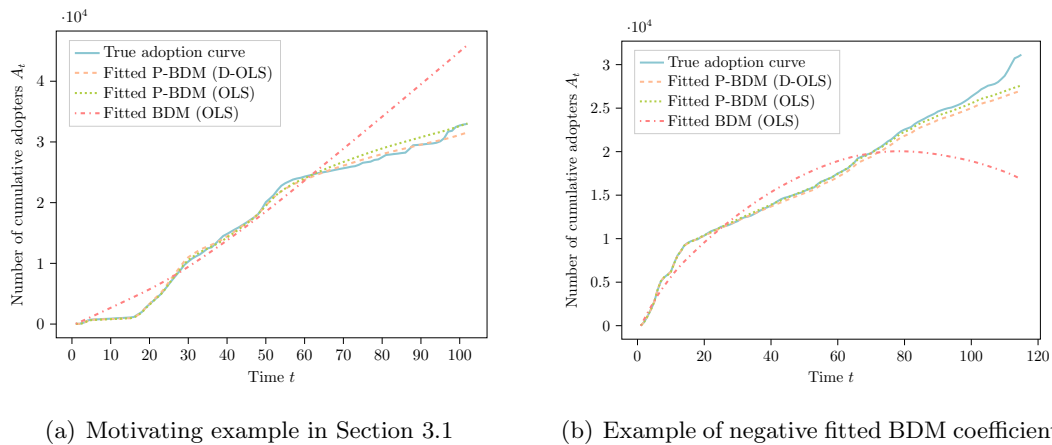 ·10⁴
True adoption curve
Fitted P-BDM (D-OLS)
Fitted P-BDM (OLS)
Fitted BDM (OLS)
Number of cumulative adopters Aₜ
4
3
2
1
0
0 10 20 30 40 50 60 70 80 90 100
Time t
(a) Motivating example in Section 3.1
·10⁴
True adoption curve
Fitted P-BDM (D-OLS)
Fitted P-BDM (OLS)
Fitted BDM (OLS)
Number of cumulative adopters Aₜ
3
2.5
2
1.5
1
0.5
0
0 20 40 60 80 100 120
Time t
(b) Example of negative fitted BDM coefficien